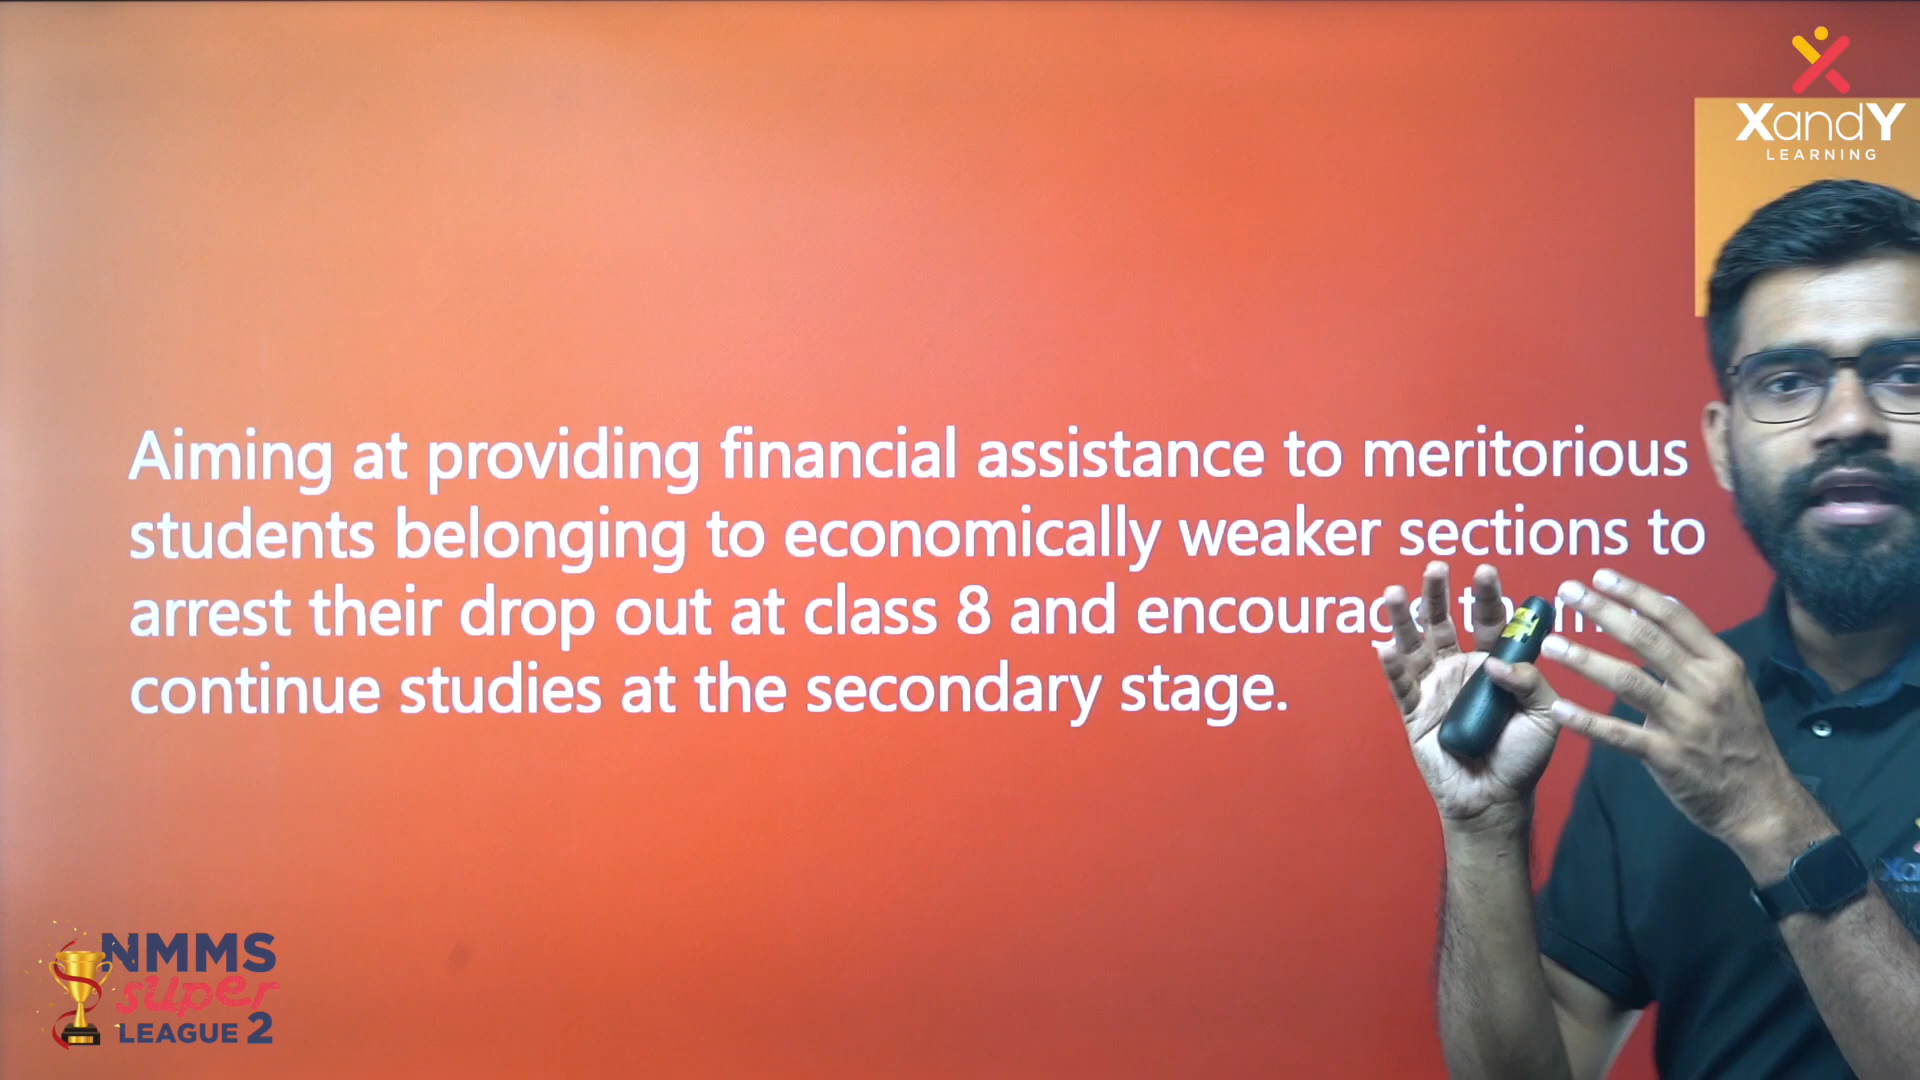 XandY
LEARNING
Aiming at providing financial assistance to meritorious
students belonging to economically weaker sections to
arrest their drop out at class 8 and encourage
continue studies at the secondary stage.
NMMS
super
LEAGUE 2